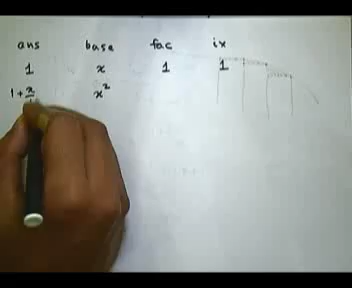 ans base fac ix
1 x 1 1
1 + x/1 x²